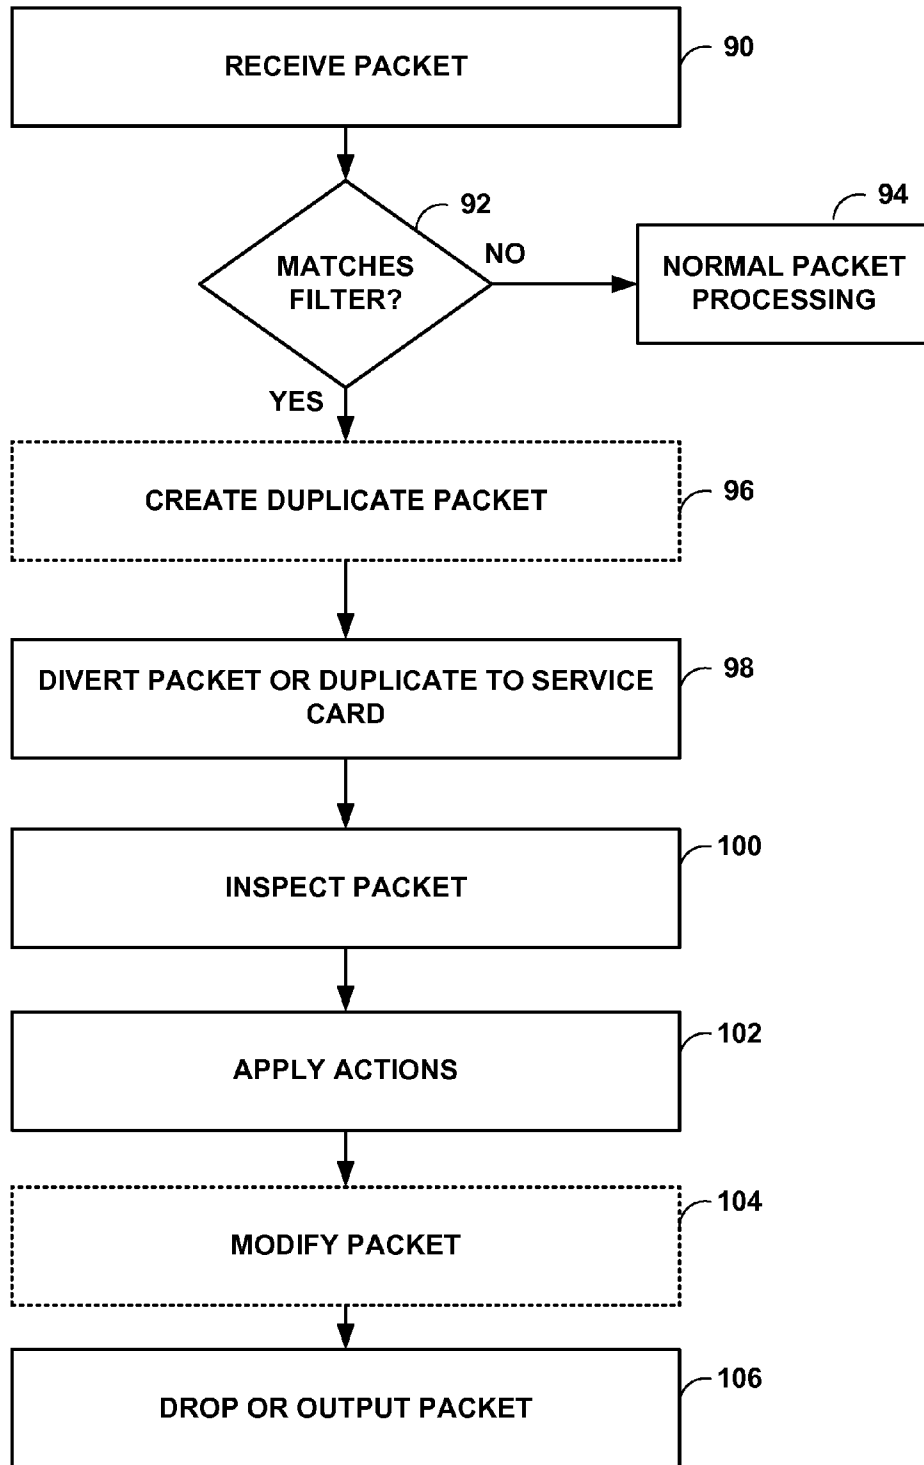 RECEIVE PACKET
90
92
MATCHES
FILTER?
NO
94
NORMAL PACKET
PROCESSING
YES
CREATE DUPLICATE PACKET
96
DIVERT PACKET OR DUPLICATE TO SERVICE
CARD
98
INSPECT PACKET
100
APPLY ACTIONS
102
MODIFY PACKET
104
DROP OR OUTPUT PACKET
106